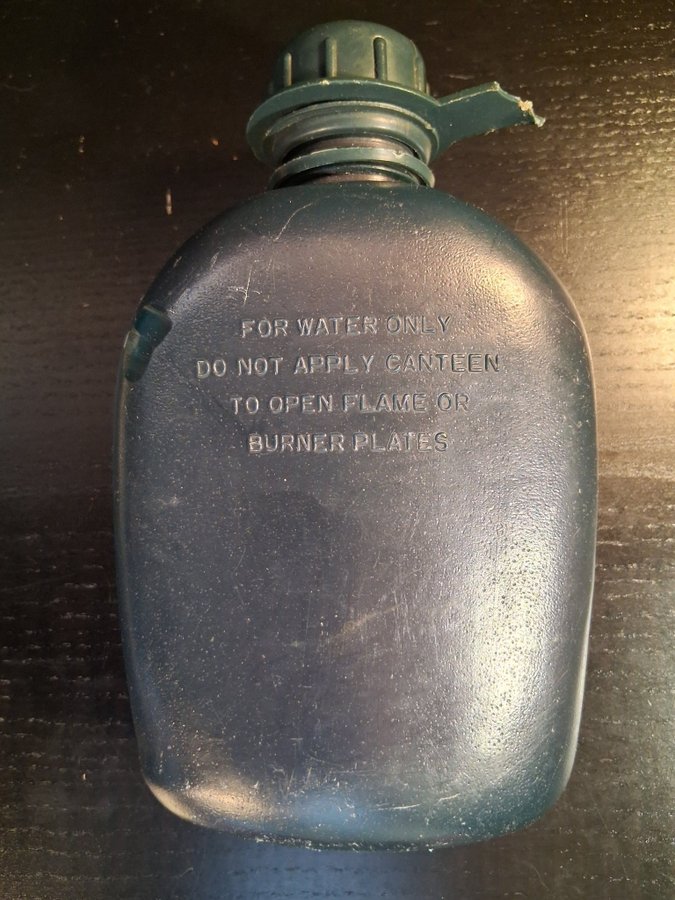 FOR WATER ONLY
DO NOT APPLY CANTEEN
TO OPEN FLAME OR
BURNER PLATES